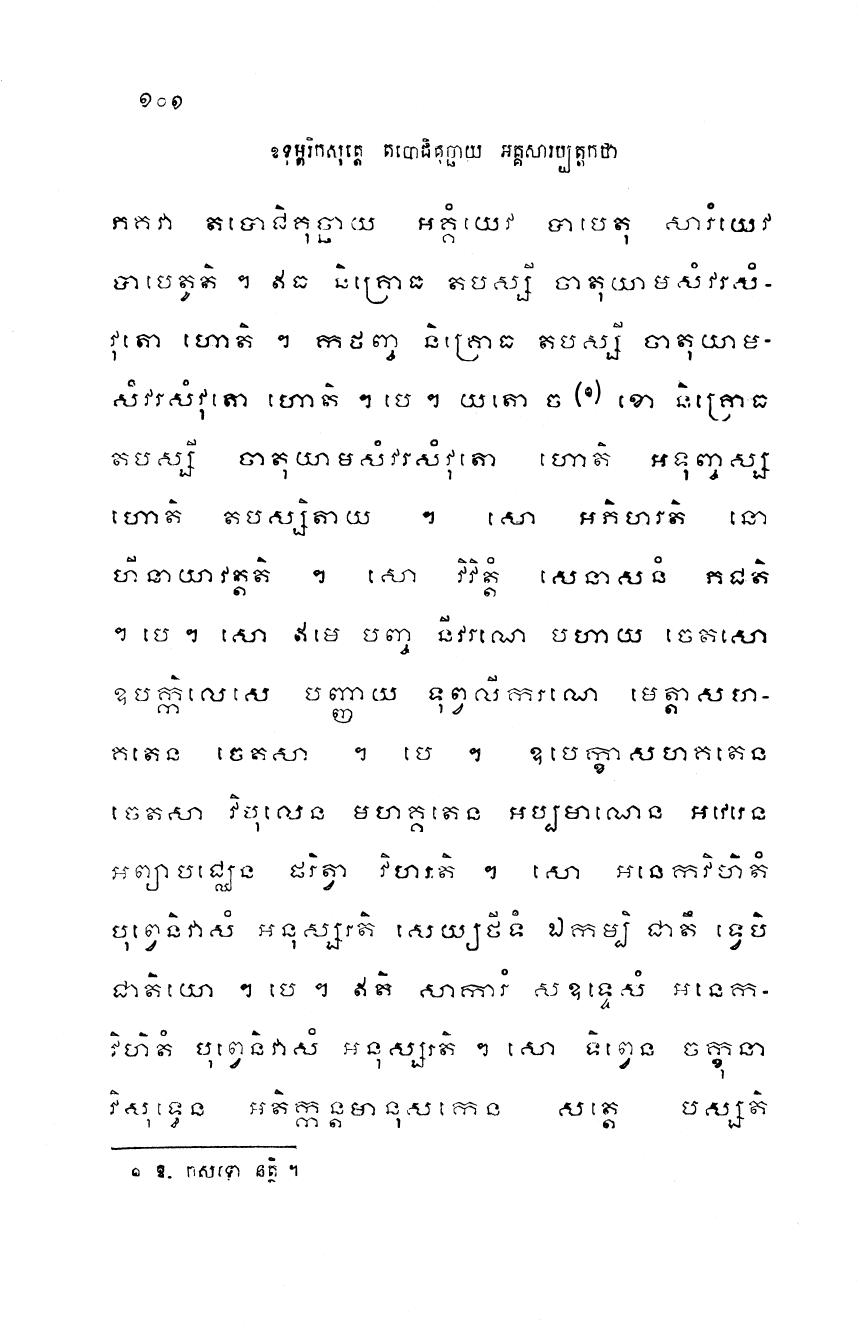 ១០១
ឧទុម្ពរិកសុត្តេ តបោជិគុច្ឆាយ អគ្គសារប្បត្តកថា
ភគវា តបោជិគុច្ឆាយ អគ្គំយេវ បាបេតុ សារំយេវ
បាបេតូតិ ។ ឥធ និគ្រោធ តបស្សី ចាតុយាមសំវរសំ-
វុតោ ហោតិ ។ កថញ្ច និគ្រោធ តបស្សី ចាតុយាម-
សំវរសំវុតោ ហោតិ ។ បេ ។ យតោ ច (១) ខោ និគ្រោធ
តបស្សី ចាតុយាមសំវរសំវុតោ ហោតិ អទុញ្ចស្ស
ហោតិ តបស្សិតាយ ។ សោ អភិហរតិ នោ
ហីនាយាវត្តតិ ។ សោ វិវិត្តំ សេនាសនំ ភជតិ
។ បេ ។ សោ ឥមេ បញ្ច នីវរណេ បហាយ ចេតសោ
ឧបក្កិលេសេ បញ្ញាយ ទុព្វលីករណេ មេត្តាសហ-
គតេន ចេតសា ។ បេ ។ ឧបេក្ខាសហគតេន
ចេតសា វិបុលេន មហគ្គតេន អប្បមាណេន អវេរេន
អព្យាបជ្ឈេន ផរិត្វា វិហរតិ ។ សោ អនេកវិហិតំ
បុព្វេនិវាសំ អនុស្សរតិ សេយ្យថីទំ ឯកម្បិ ជាតឹ ទ្វេបិ
ជាតិយោ ។ បេ ។ ឥតិ សាការំ សឧទ្ទេសំ អនេក-
វិហិតំ បុព្វេនិវាសំ អនុស្សរតិ ។ សោ ទិព្វេន ចក្ខុនា
វិសុទ្ធេន អតិក្កន្តមានុសកេន សត្តេ បស្សតិ
១ ឱ. ចសទ្ទោ នត្ថិ ។